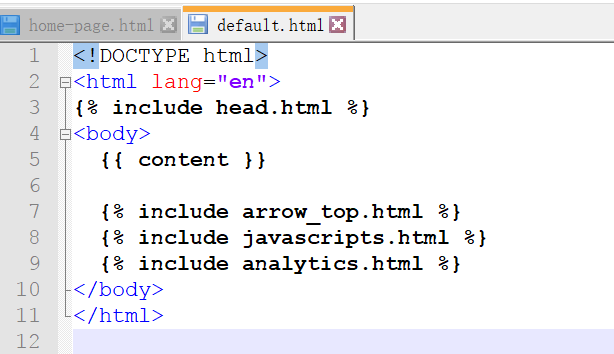 home-page.html default.html
1 <!DOCTYPE html>
2 <html lang="en">
3 {% include head.html %}
4 <body>
5 {{ content }}
6
7 {% include arrow_top.html %}
8 {% include javascripts.html %}
9 {% include analytics.html %}
10 </body>
11 </html>
12